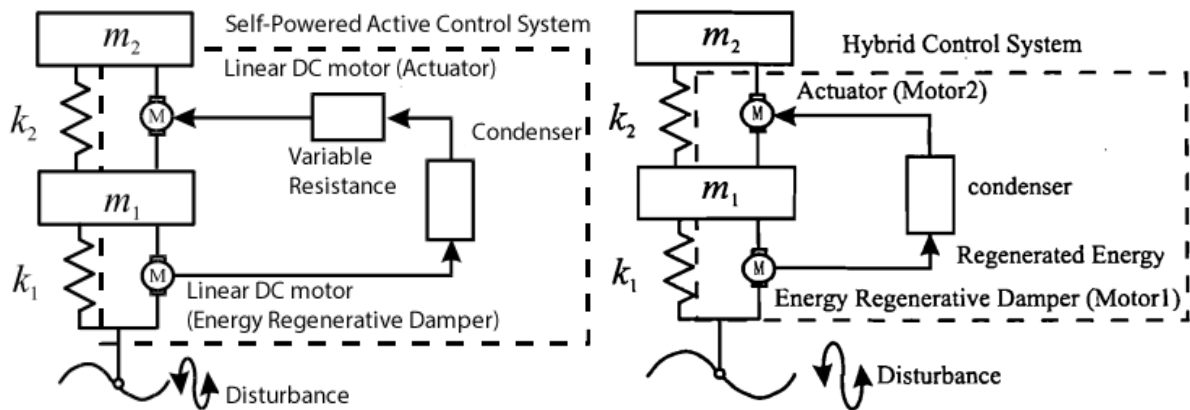 Self-Powered Active Control System
m2
Linear DC motor (Actuator)
M
k2
Condenser
Variable
Resistance
m1
k1
M
Linear DC motor
(Energy Regenerative Damper)
Disturbance
m2
Hybrid Control System
Actuator (Motor2)
M
k2
m1
condenser
Regenerated Energy
k1
M
Energy Regenerative Damper (Motor1)
Disturbance